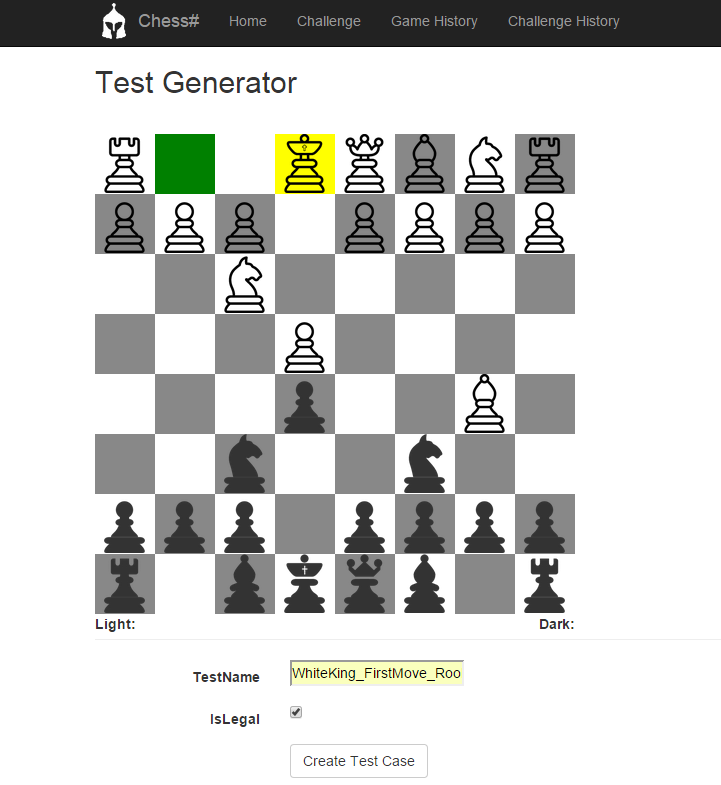 Chess# Home Challenge Game History Challenge History
Test Generator
Light: Dark:
TestName WhiteKing_FirstMove_Roo
IsLegal
Create Test Case